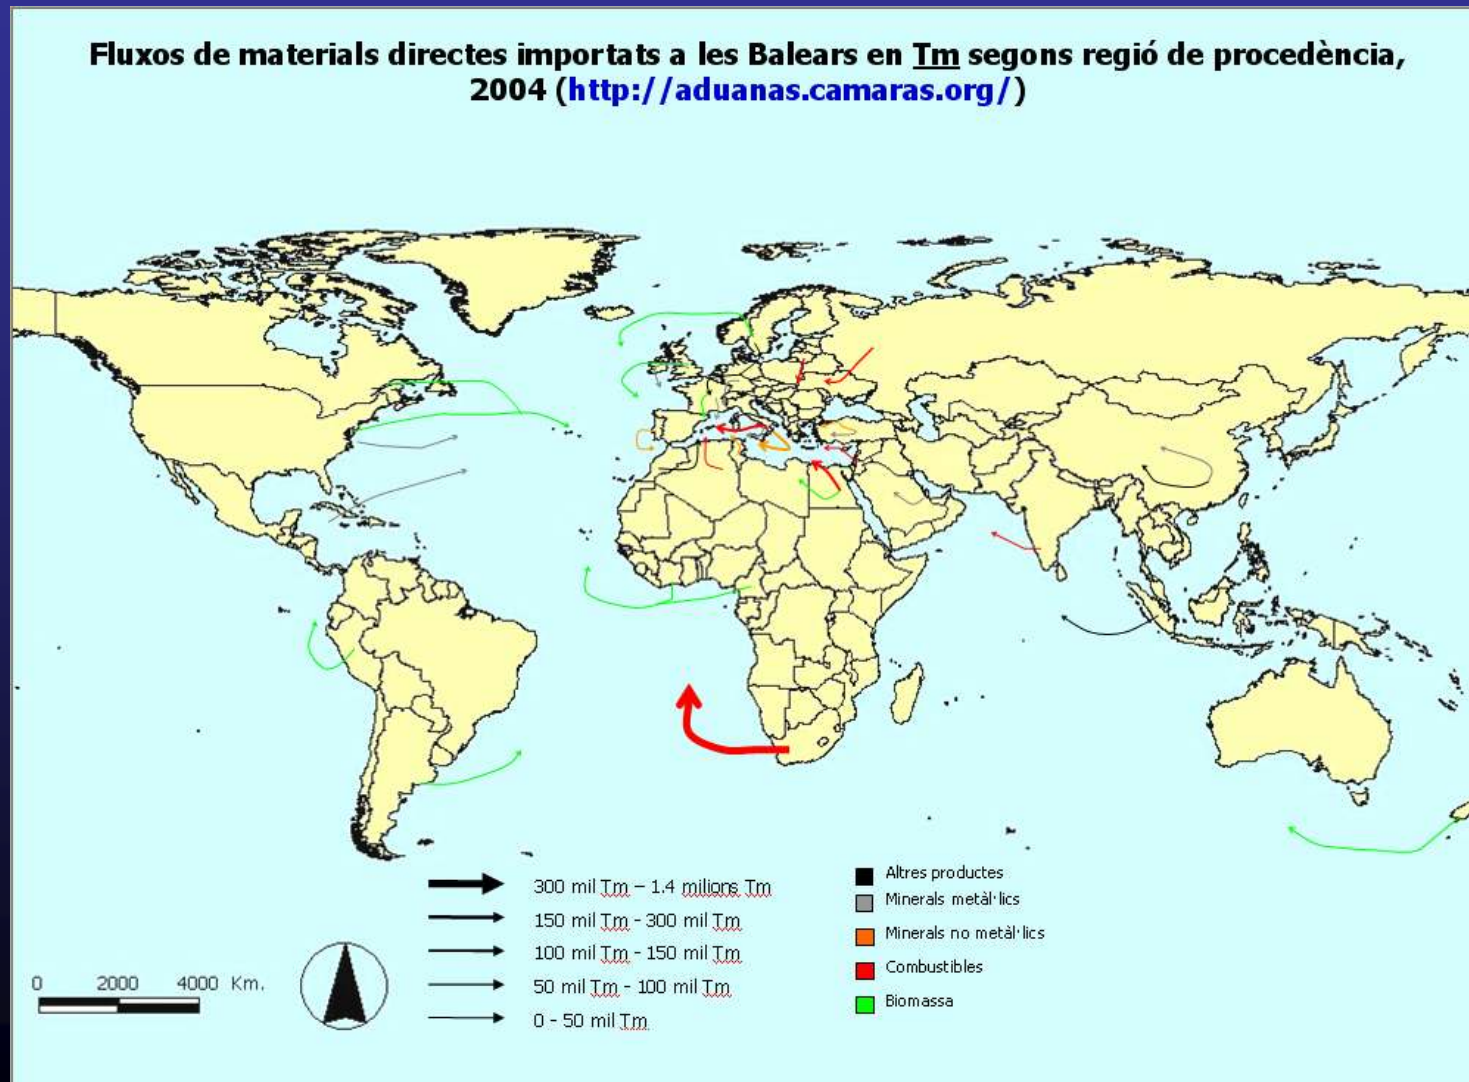 Fluxos de materials directes importats a les Balears en Tm segons regió de procedència,
2004 (http://aduanas.camaras.org/)
300 mil Tm – 1.4 milions Tm
150 mil Tm - 300 mil Tm
100 mil Tm - 150 mil Tm
50 mil Tm - 100 mil Tm
0 - 50 mil Tm
Altres productes
Minerals metàl·lics
Minerals no metàl·lics
Combustibles
Biomassa
0 2000 4000 Km.